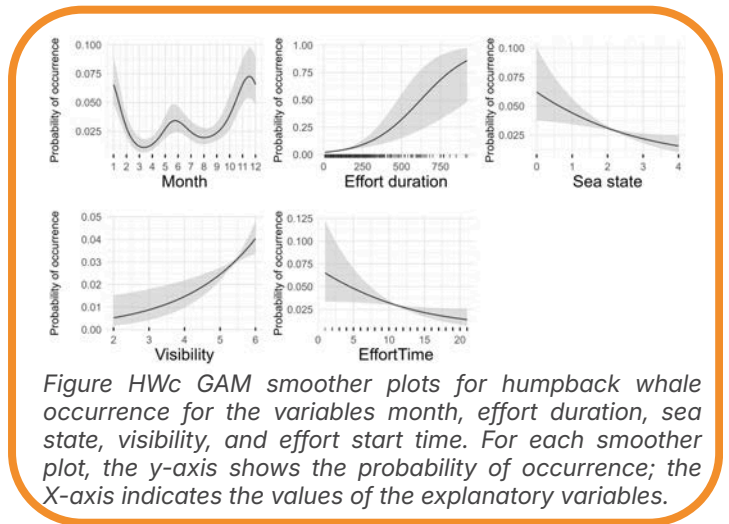 Probability of occurrence
0.100
0.075
0.050
0.025
1 2 3 4 5 6 7 8 9 10 11 12
Month
Probability of occurrence
1.00
0.75
0.50
0.25
0.00
0 250 500 750
Effort duration
Probability of occurrence
0.100
0.075
0.050
0.025
0 1 2 3 4
Sea state
Probability of occurrence
0.05
0.04
0.03
0.02
0.01
0.00
2 3 4 5 6
Visibility
Probability of occurrence
0.125
0.100
0.075
0.050
0.025
0 5 10 15 20
EffortTime
Figure HWc GAM smoother plots for humpback whale
occurrence for the variables month, effort duration, sea
state, visibility, and effort start time. For each smoother
plot, the y-axis shows the probability of occurrence; the
X-axis indicates the values of the explanatory variables.